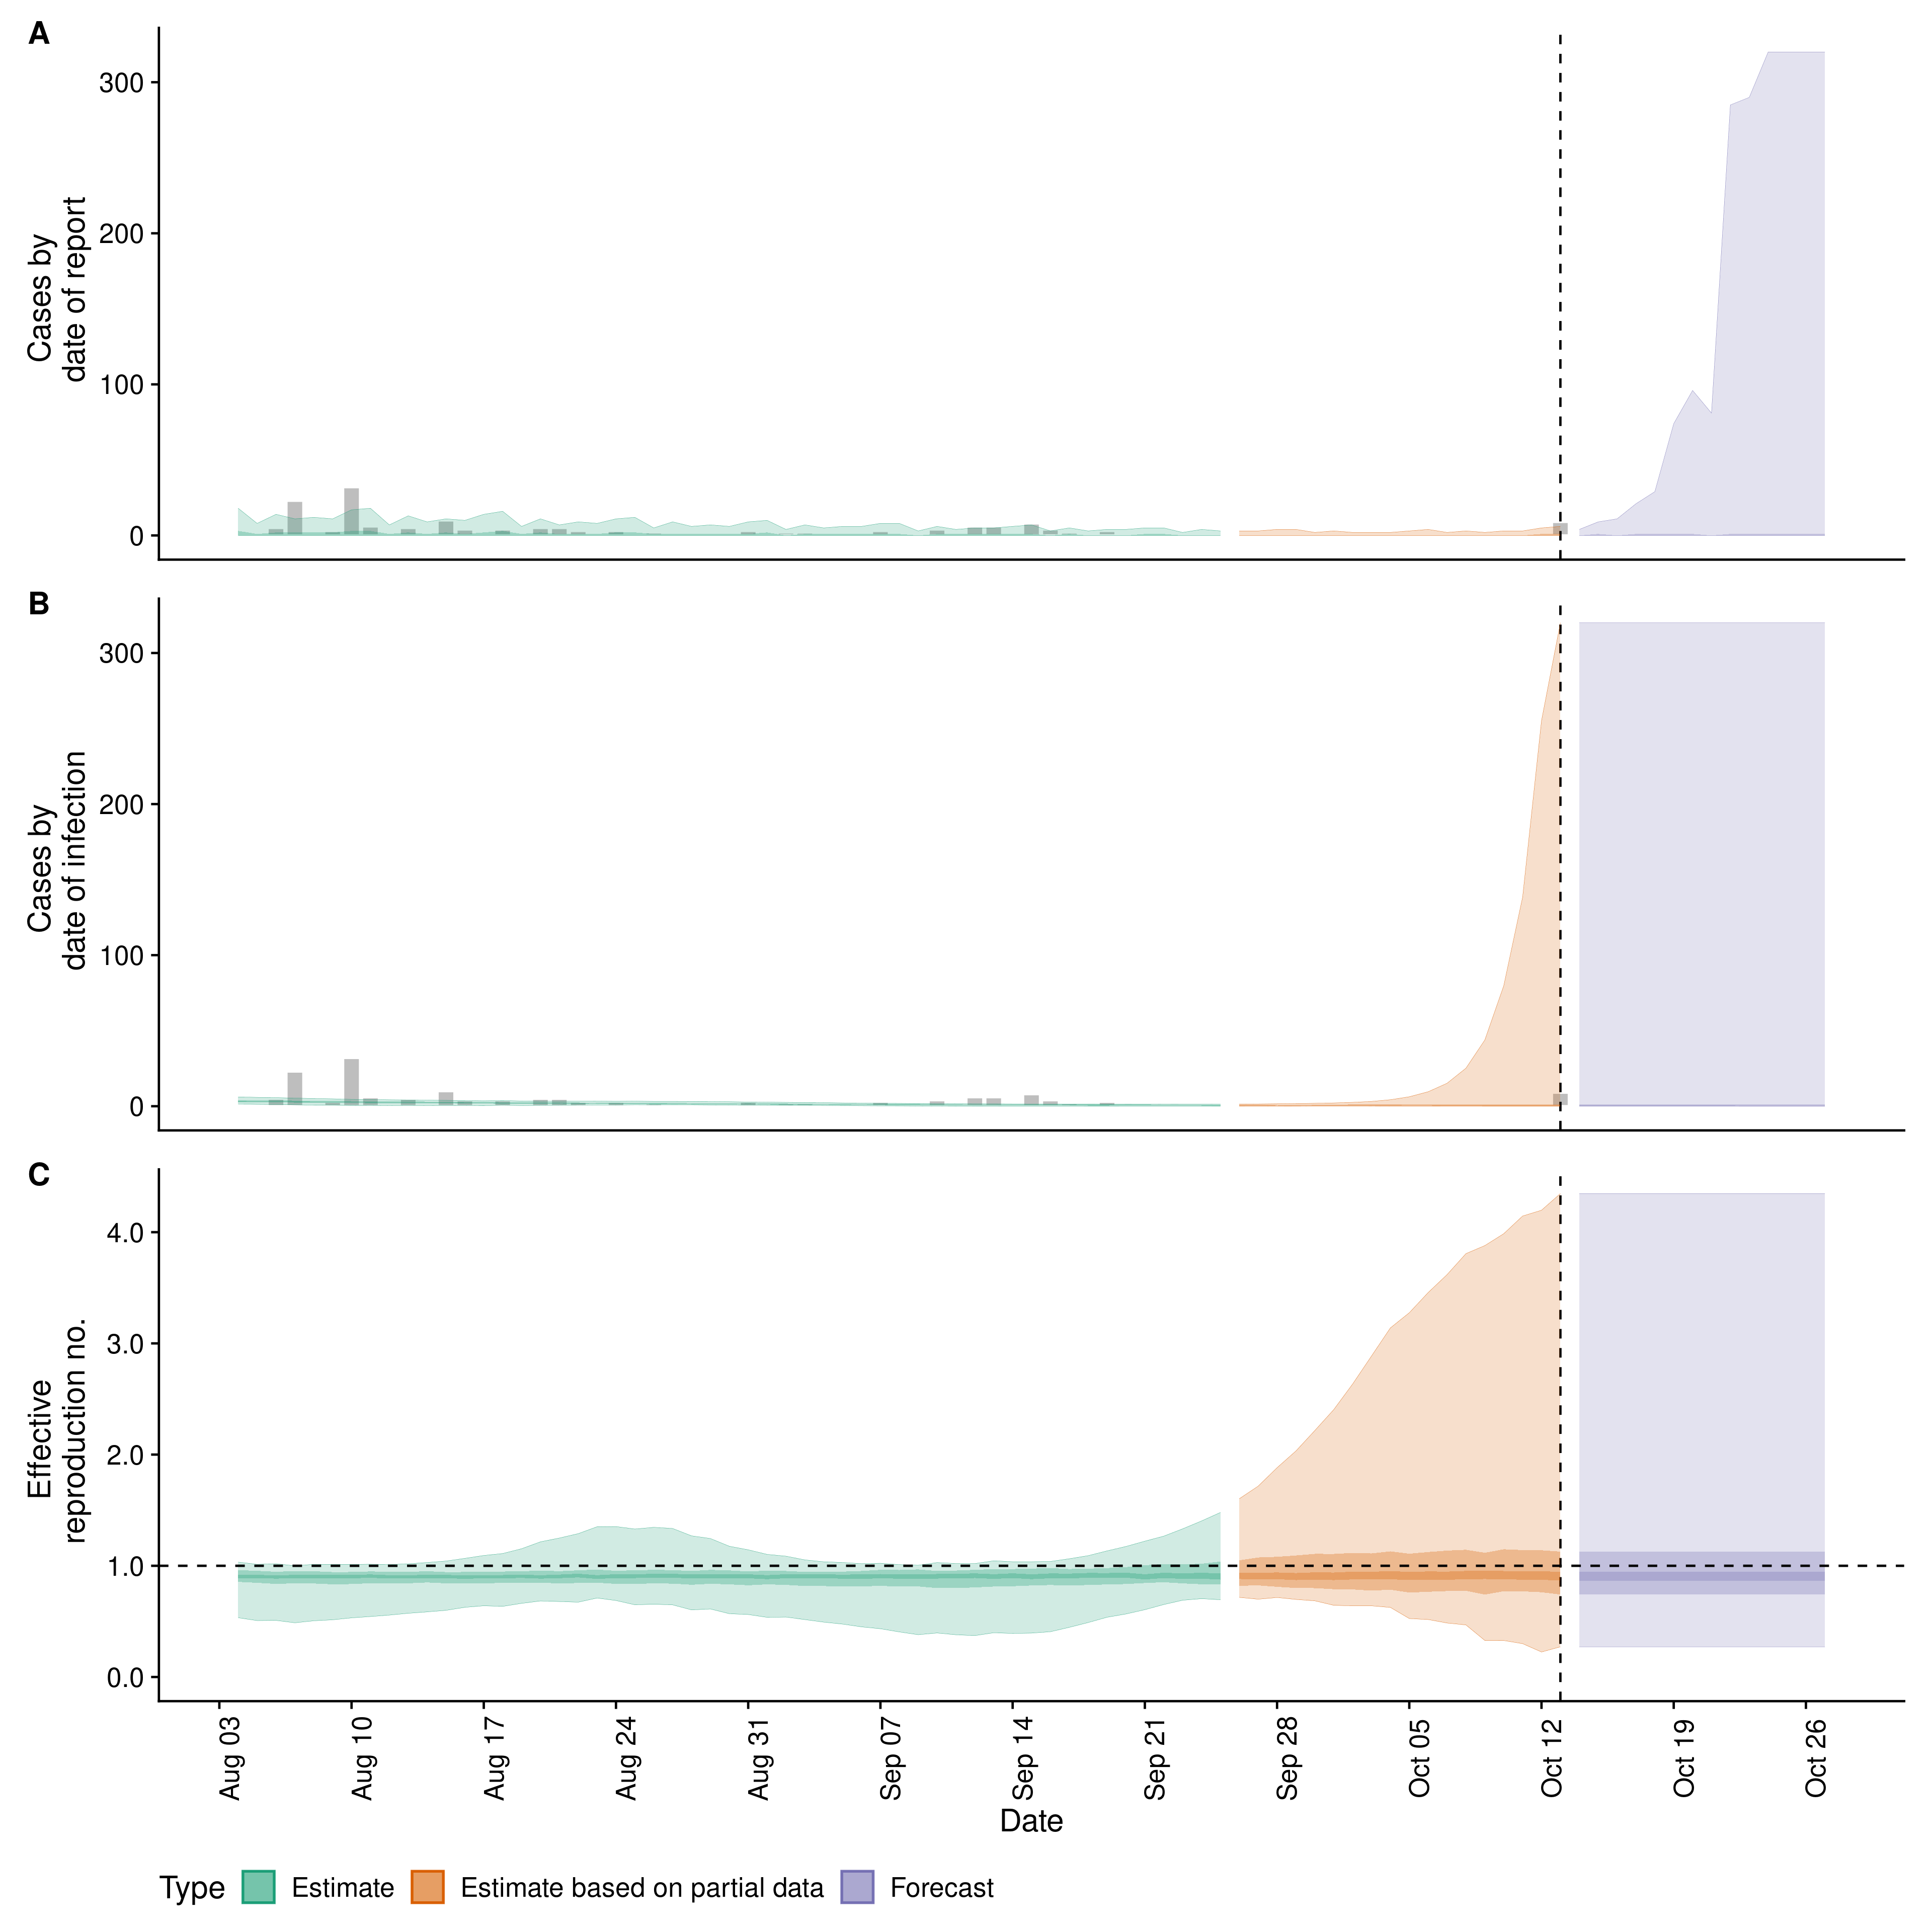 A
Cases by
date of report
300
200
100
0
B
Cases by
date of infection
300
200
100
0
C
Effective
reproduction no.
4.0
3.0
2.0
1.0
0.0
Aug 03
Aug 10
Aug 17
Aug 24
Aug 31
Sep 07
Sep 14
Sep 21
Sep 28
Oct 05
Oct 12
Oct 19
Oct 26
Date
Type Estimate Estimate based on partial data Forecast